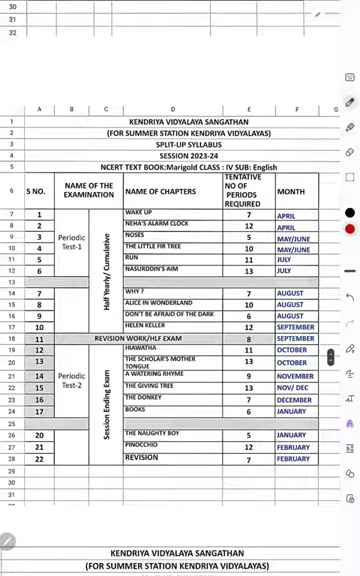 30
31
32
A B C D E F G
1 KENDRIYA VIDYALAYA SANGATHAN
2 (FOR SUMMER STATION KENDRIYA VIDYALAYAS)
3 SPLIT-UP SYLLABUS
4 SESSION 2023-24
5 NCERT TEXT BOOK:Marigold CLASS : IV SUB: English
6 S NO. NAME OF THE EXAMINATION NAME OF CHAPTERS TENTATIVE NO OF PERIODS REQUIRED MONTH
7 1 Periodic Test-1 Half Yearly/ Cumulative WAKE UP 7 APRIL
8 2 NEHA'S ALARM CLOCK 12 APRIL
9 3 NOSES 5 MAY/JUNE
10 4 THE LITTLE FIR TREE 10 MAY/JUNE
11 5 RUN 11 JULY
12 6 NASURDDIN'S AIM 13 JULY
13
14 7 WHY ? 7 AUGUST
15 8 ALICE IN WONDERLAND 10 AUGUST
16 9 DON'T BE AFRAID OF THE DARK 6 AUGUST
17 10 HELEN KELLER 12 SEPTEMBER
18 11 REVISION WORK/HLF EXAM 8 SEPTEMBER
19 12 Periodic Test-2 Session Ending Exam HIAWATHA 11 OCTOBER
20 13 THE SCHOLAR'S MOTHER TONGUE 13 OCTOBER
21 14 A WATERING RHYME 9 NOVEMBER
22 15 THE GIVING TREE 13 NOV/ DEC
23 16 THE DONKEY 7 DECEMBER
24 17 BOOKS 6 JANUARY
25
26 20 THE NAUGHTY BOY 5 JANUARY
27 21 PINOCCHIO 12 FEBRUARY
28 22 REVISION 7 FEBRUARY
29
30
31
KENDRIYA VIDYALAYA SANGATHAN
(FOR SUMMER STATION KENDRIYA VIDYALAYAS)